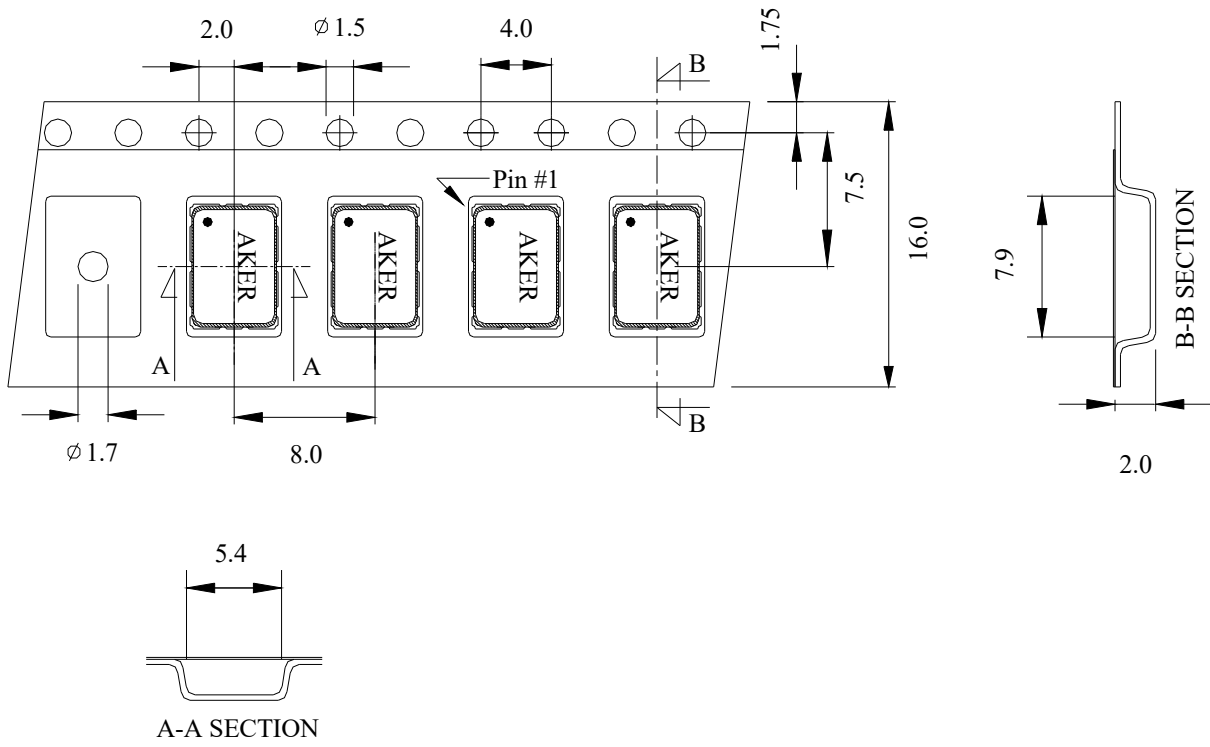 2.0
⌀ 1.5
4.0
1.75
B
Pin #1
7.5
16.0
AKER
AKER
AKER
AKER
A
A
B
⌀ 1.7
8.0
7.9
B-B SECTION
2.0
5.4
A-A SECTION